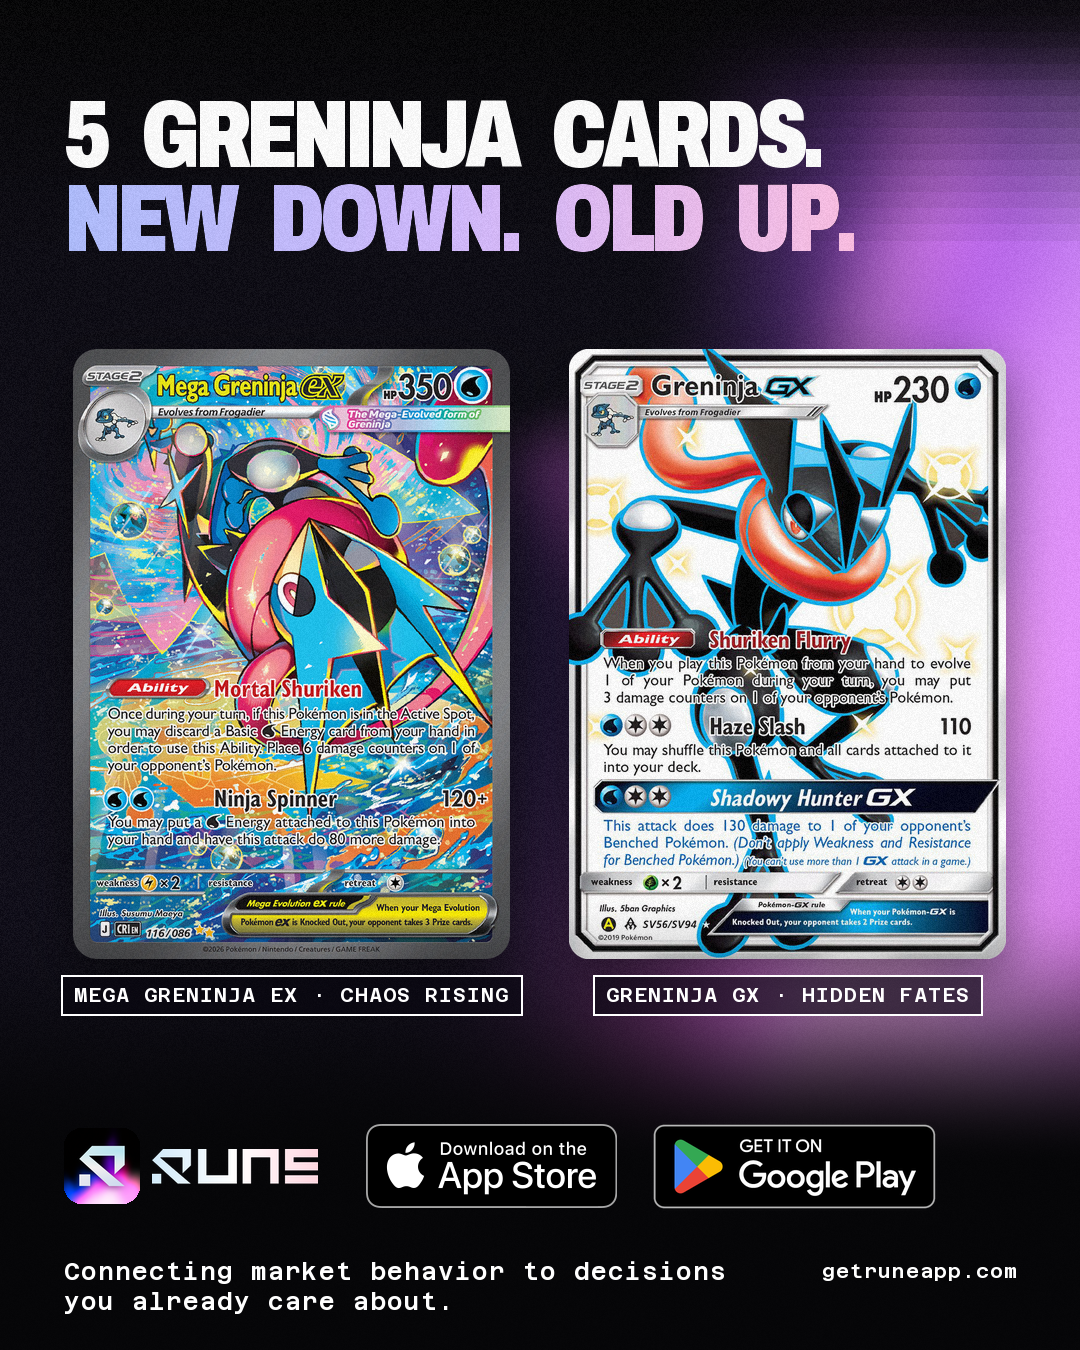 5 GRENINJA CARDS.
NEW DOWN. OLD UP.
STAGE2
Mega Greninja ex
HP 350
Evolves from Frogadier
The Mega-Evolved form of
Greninja
Ability Mortal Shuriken
Once during your turn, if this Pokémon is in the Active Spot,
you may discard a Basic Energy card from your hand in
order to use this Ability. Place 6 damage counters on 1 of
your opponent's Pokémon.
Ninja Spinner 120+
You may put a Energy attached to this Pokémon into
your hand and have this attack do 80 more damage.
weakness ×2 resistance retreat
Illus. Susumu Maeya
J CRI EN 116/086
Mega Evolution ex rule
When your Mega Evolution
Pokémon ex is Knocked Out, your opponent takes 3 Prize cards.
©2026 Pokémon / Nintendo / Creatures / GAME FREAK
MEGA GRENINJA EX · CHAOS RISING
STAGE2
Greninja GX
HP 230
Evolves from Frogadier
Ability Shuriken Flurry
When you play this Pokémon from your hand to evolve
1 of your Pokémon during your turn, you may put
3 damage counters on 1 of your opponent's Pokémon.
Haze Slash 110
You may shuffle this Pokémon and all cards attached to it
into your deck.
Shadowy Hunter GX
This attack does 130 damage to 1 of your opponent's
Benched Pokémon. (Don't apply Weakness and Resistance
for Benched Pokémon.) (You can't use more than 1 GX attack in a game.)
weakness ×2 resistance retreat
Illus. 5ban Graphics
A SV56/SV94
©2019 Pokémon
Pokémon-GX rule
When your Pokémon-GX is
Knocked Out, your opponent takes 2 Prize cards.
GRENINJA GX · HIDDEN FATES
RUNE
Download on the
App Store
GET IT ON
Google Play
Connecting market behavior to decisions
you already care about.
getruneapp.com